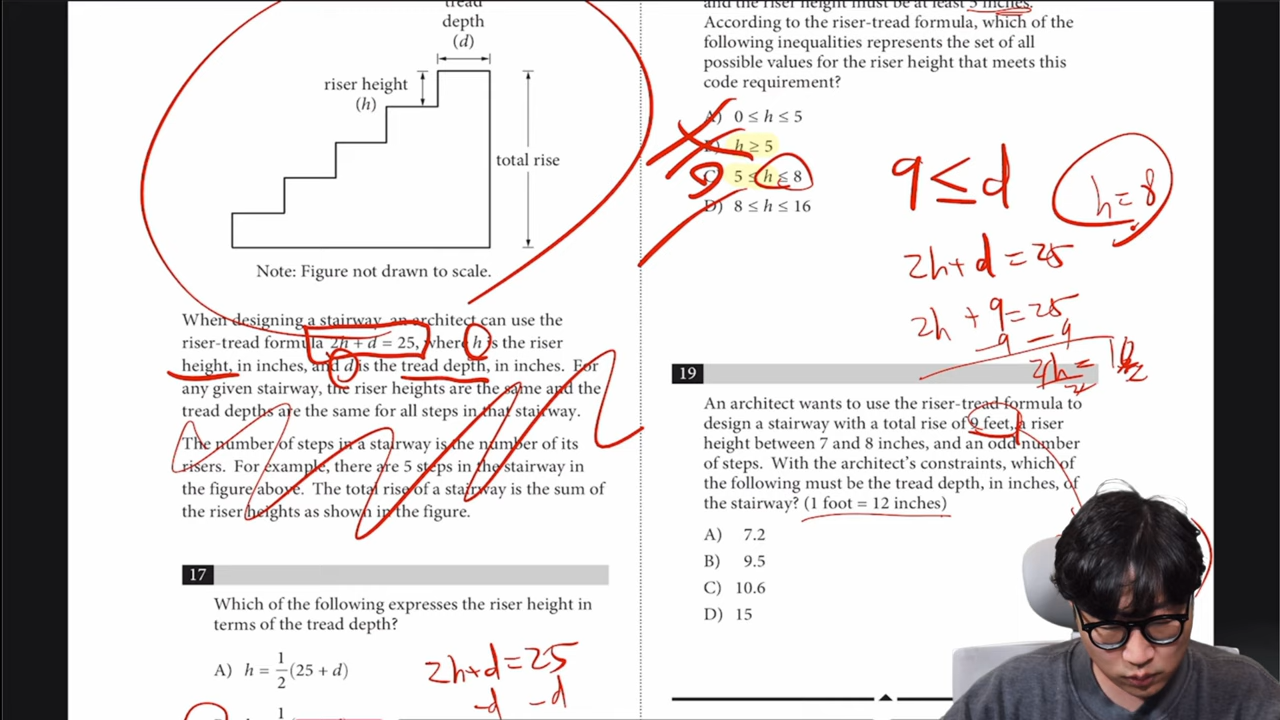 tread
depth
(d)
riser height
(h)
total rise
Note: Figure not drawn to scale.
When designing a stairway, an architect can use the
riser-tread formula 2h + d = 25, where h is the riser
height, in inches, and d is the tread depth, in inches. For
any given stairway, the riser heights are the same and the
tread depths are the same for all steps in that stairway.
The number of steps in a stairway is the number of its
risers. For example, there are 5 steps in the stairway in
the figure above. The total rise of a stairway is the sum of
the riser heights as shown in the figure.
17
Which of the following expresses the riser height in
terms of the tread depth?
A) h = 1/2 (25 + d)
1
2h+d=25
-d -d
and the riser height must be at least 5 inches.
According to the riser-tread formula, which of the
following inequalities represents the set of all
possible values for the riser height that meets this
code requirement?
A) 0 ≤ h ≤ 5
h ≥ 5
C) 5 ≤ h ≤ 8
D) 8 ≤ h ≤ 16
9 ≤ d
h=8
2h+d=25
2h+9=25
-9 -9
19
An architect wants to use the riser-tread formula to
design a stairway with a total rise of 9 feet, a riser
height between 7 and 8 inches, and an odd number
of steps. With the architect's constraints, which of
the following must be the tread depth, in inches, of
the stairway? (1 foot = 12 inches)
A) 7.2
B) 9.5
C) 10.6
D) 15